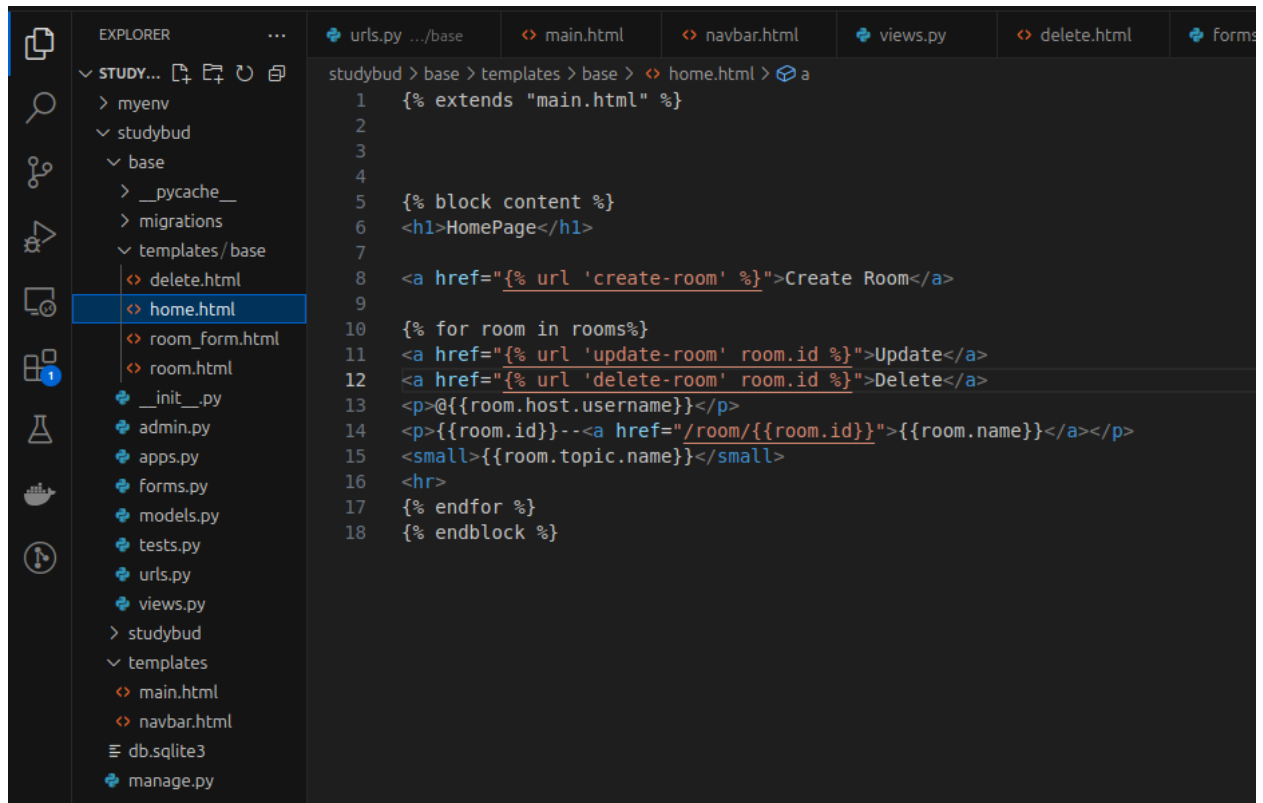 EXPLORER ...
urls.py .../base
main.html
navbar.html
views.py
delete.html
forms
STUDY...
studybud > base > templates > base > home.html > a
myenv
studybud
base
__pycache__
migrations
templates/base
delete.html
home.html
room_form.html
room.html
__init__.py
admin.py
apps.py
forms.py
models.py
tests.py
urls.py
views.py
studybud
templates
main.html
navbar.html
db.sqlite3
manage.py
1
1 {% extends "main.html" %}
2
3
4
5 {% block content %}
6 <h1>HomePage</h1>
7
8 <a href="{% url 'create-room' %}">Create Room</a>
9
10 {% for room in rooms%}
11 <a href="{% url 'update-room' room.id %}">Update</a>
12 <a href="{% url 'delete-room' room.id %}">Delete</a>
13 <p>@{{room.host.username}}</p>
14 <p>{{room.id}}--<a href="/room/{{room.id}}">{{room.name}}</a></p>
15 <small>{{room.topic.name}}</small>
16 <hr>
17 {% endfor %}
18 {% endblock %}